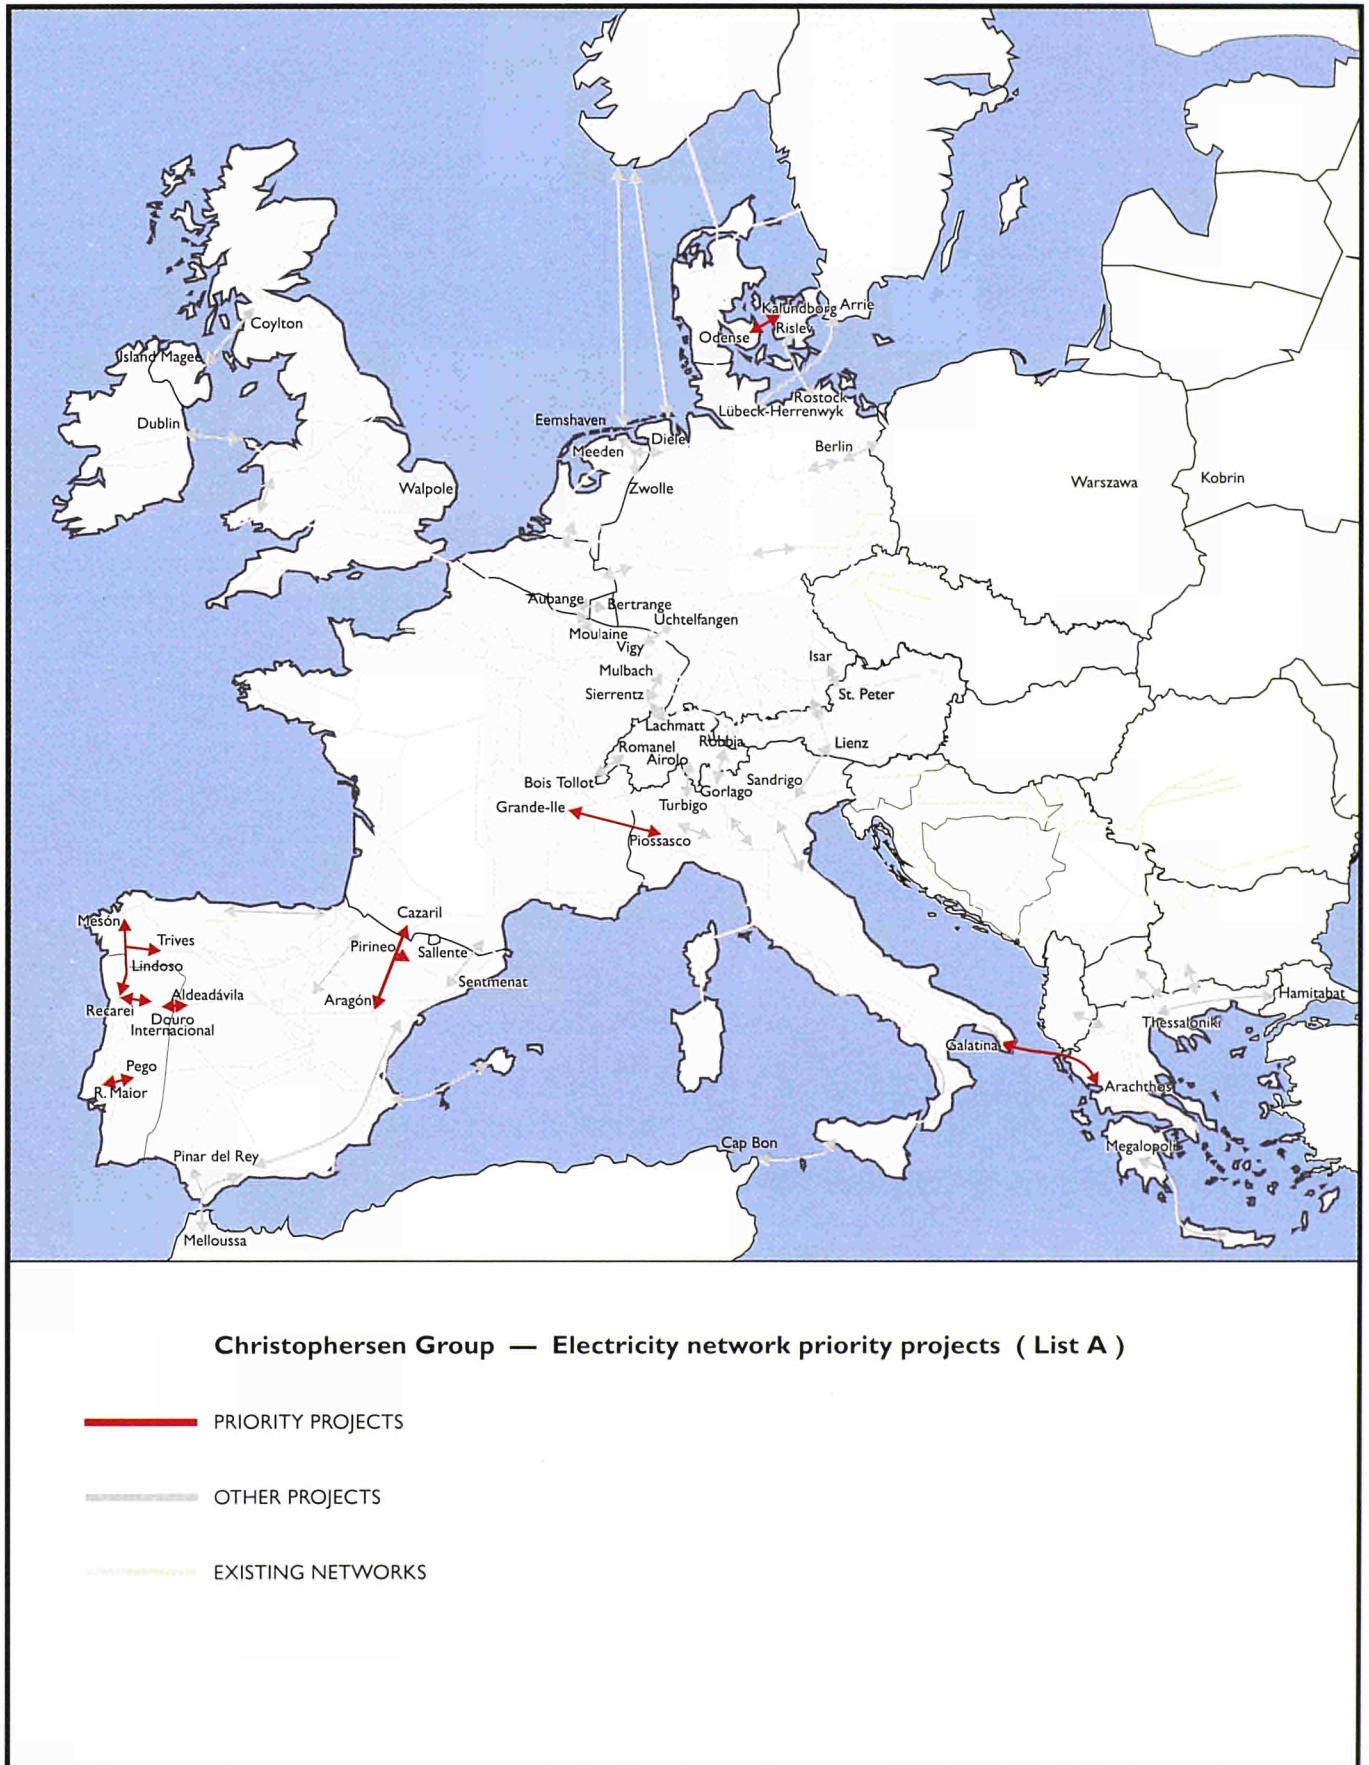 Coylton
Island Magee
Dublin
Walpole
Kalundborg
Arrie
Odense
Rislev
Rostock
Lübeck-Herrenwyk
Eemshaven
Diele
Meeden
Zwolle
Berlin
Warszawa
Kobrin
Aubange
Bertrange
Uchtelfangen
Moulaine
Vigy
Mulbach
Sierrentz
Isar
St. Peter
Lachmatt
Romanel
Robbia
Airolo
Lienz
Bois Tollot
Sandrigo
Gorlago
Grande-Ile
Turbigo
Piossasco
Mesón
Trives
Lindoso
Recarei
Aldeadávila
Douro
Internacional
Pego
R. Maior
Cazaril
Pirineo
Sallente
Aragón
Sentmenat
Pinar del Rey
Melloussa
Cap Bon
Galatina
Arachthos
Megalopoli
Thessaloniki
Hamitabat
Christophersen Group — Electricity network priority projects ( List A )
PRIORITY PROJECTS
OTHER PROJECTS
EXISTING NETWORKS